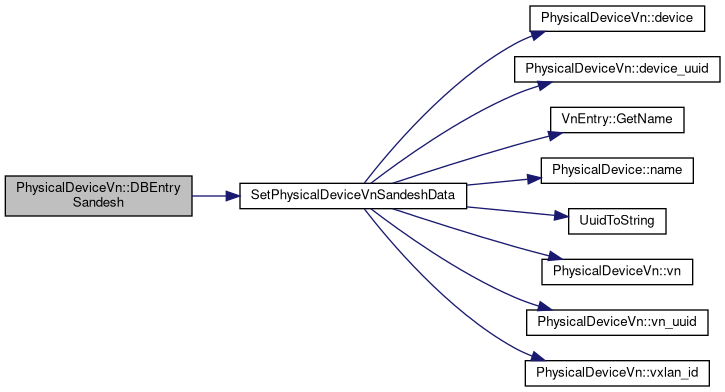 PhysicalDeviceVn::device
PhysicalDeviceVn::device_uuid
VnEntry::GetName
PhysicalDevice::name
PhysicalDeviceVn::DBEntry
Sandesh
SetPhysicalDeviceVnSandeshData
UuidToString
PhysicalDeviceVn::vn
PhysicalDeviceVn::vn_uuid
PhysicalDeviceVn::vxlan_id